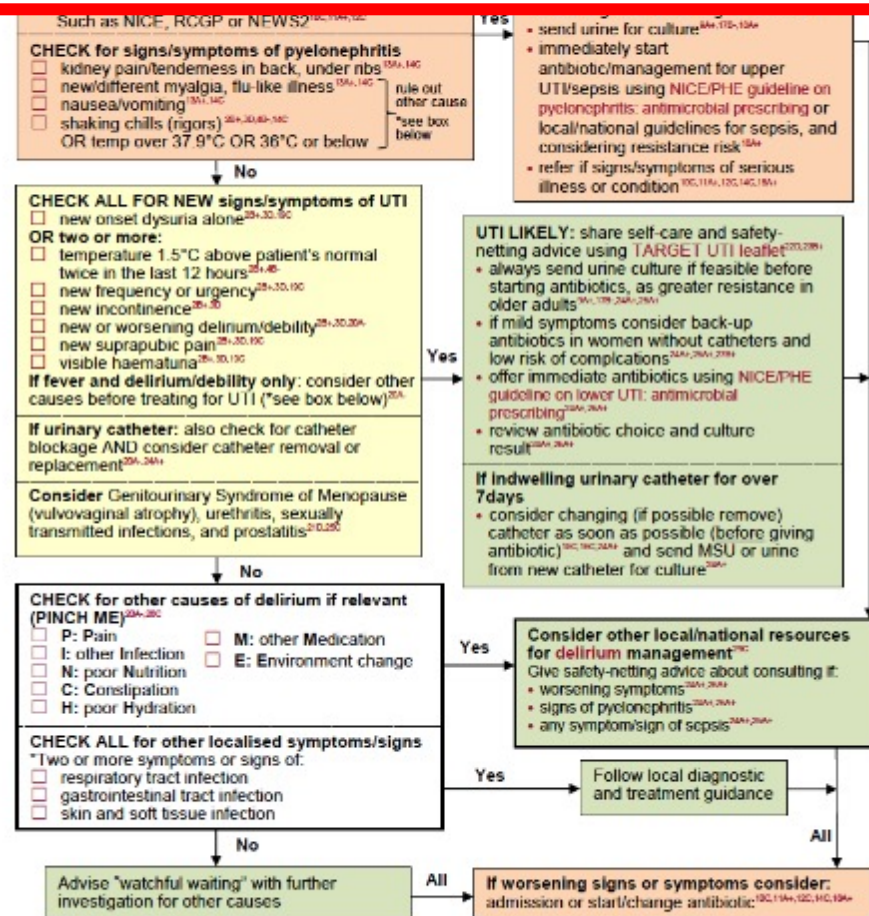 Such as NICE, RCGP or NEWS2
CHECK for signs/symptoms of pyelonephritis
☐ kidney pain/tenderness in back, under ribs
☐ new/different myalgia, flu-like illness
☐ nausea/vomiting
☐ shaking chills (rigors)
OR temp over 37.9°C OR 36°C or below
rule out
other cause
*see box
below
Yes
• send urine for culture
• immediately start
antibiotic/management for upper
UTI/sepsis using NICE/PHE guideline on
pyelonephritis: antimicrobial prescribing or
local/national guidelines for sepsis, and
considering resistance risk
• refer if signs/symptoms of serious
illness or condition
No
CHECK ALL FOR NEW signs/symptoms of UTI
☐ new onset dysuria alone
OR two or more:
☐ temperature 1.5°C above patient's normal
twice in the last 12 hours
☐ new frequency or urgency
☐ new incontinence
☐ new or worsening delirium/debility
☐ new suprapubic pain
☐ visible haematuria
If fever and delirium/debility only: consider other
causes before treating for UTI (*see box below)
If urinary catheter: also check for catheter
blockage AND consider catheter removal or
replacement
Consider Genitourinary Syndrome of Menopause
(vulvovaginal atrophy), urethritis, sexually
transmitted infections, and prostatitis
Yes
UTI LIKELY: share self-care and safety-
netting advice using TARGET UTI leaflet
• always send urine culture if feasible before
starting antibiotics, as greater resistance in
older adults
• if mild symptoms consider back-up
antibiotics in women without catheters and
low risk of complcations
• offer immediate antibiotics using NICE/PHE
guideline on lower UTI: antimicrobial
prescribing
• review antibiotic choice and culture
result
If indwelling urinary catheter for over
7days
• consider changing (if possible remove)
catheter as soon as possible (before giving
antibiotic) and send MSU or urine
from new catheter for culture
No
CHECK for other causes of delirium if relevant
(PINCH ME)
☐ P: Pain
☐ I: other Infection
☐ N: poor Nutrition
☐ C: Constipation
☐ H: poor Hydration
☐ M: other Medication
☐ E: Environment change
Yes
Consider other local/national resources
for delirium management
Give safety-netting advice about consulting if:
• worsening symptoms
• signs of pyelonephritis
• any symptom/sign of sepsis
CHECK ALL for other localised symptoms/signs
*Two or more symptoms or signs of:
☐ respiratory tract infection
☐ gastrointestinal tract infection
☐ skin and soft tissue infection
Yes
Follow local diagnostic
and treatment guidance
All
No
Advise "watchful waiting" with further
investigation for other causes
All
If worsening signs or symptoms consider:
admission or start/change antibiotic